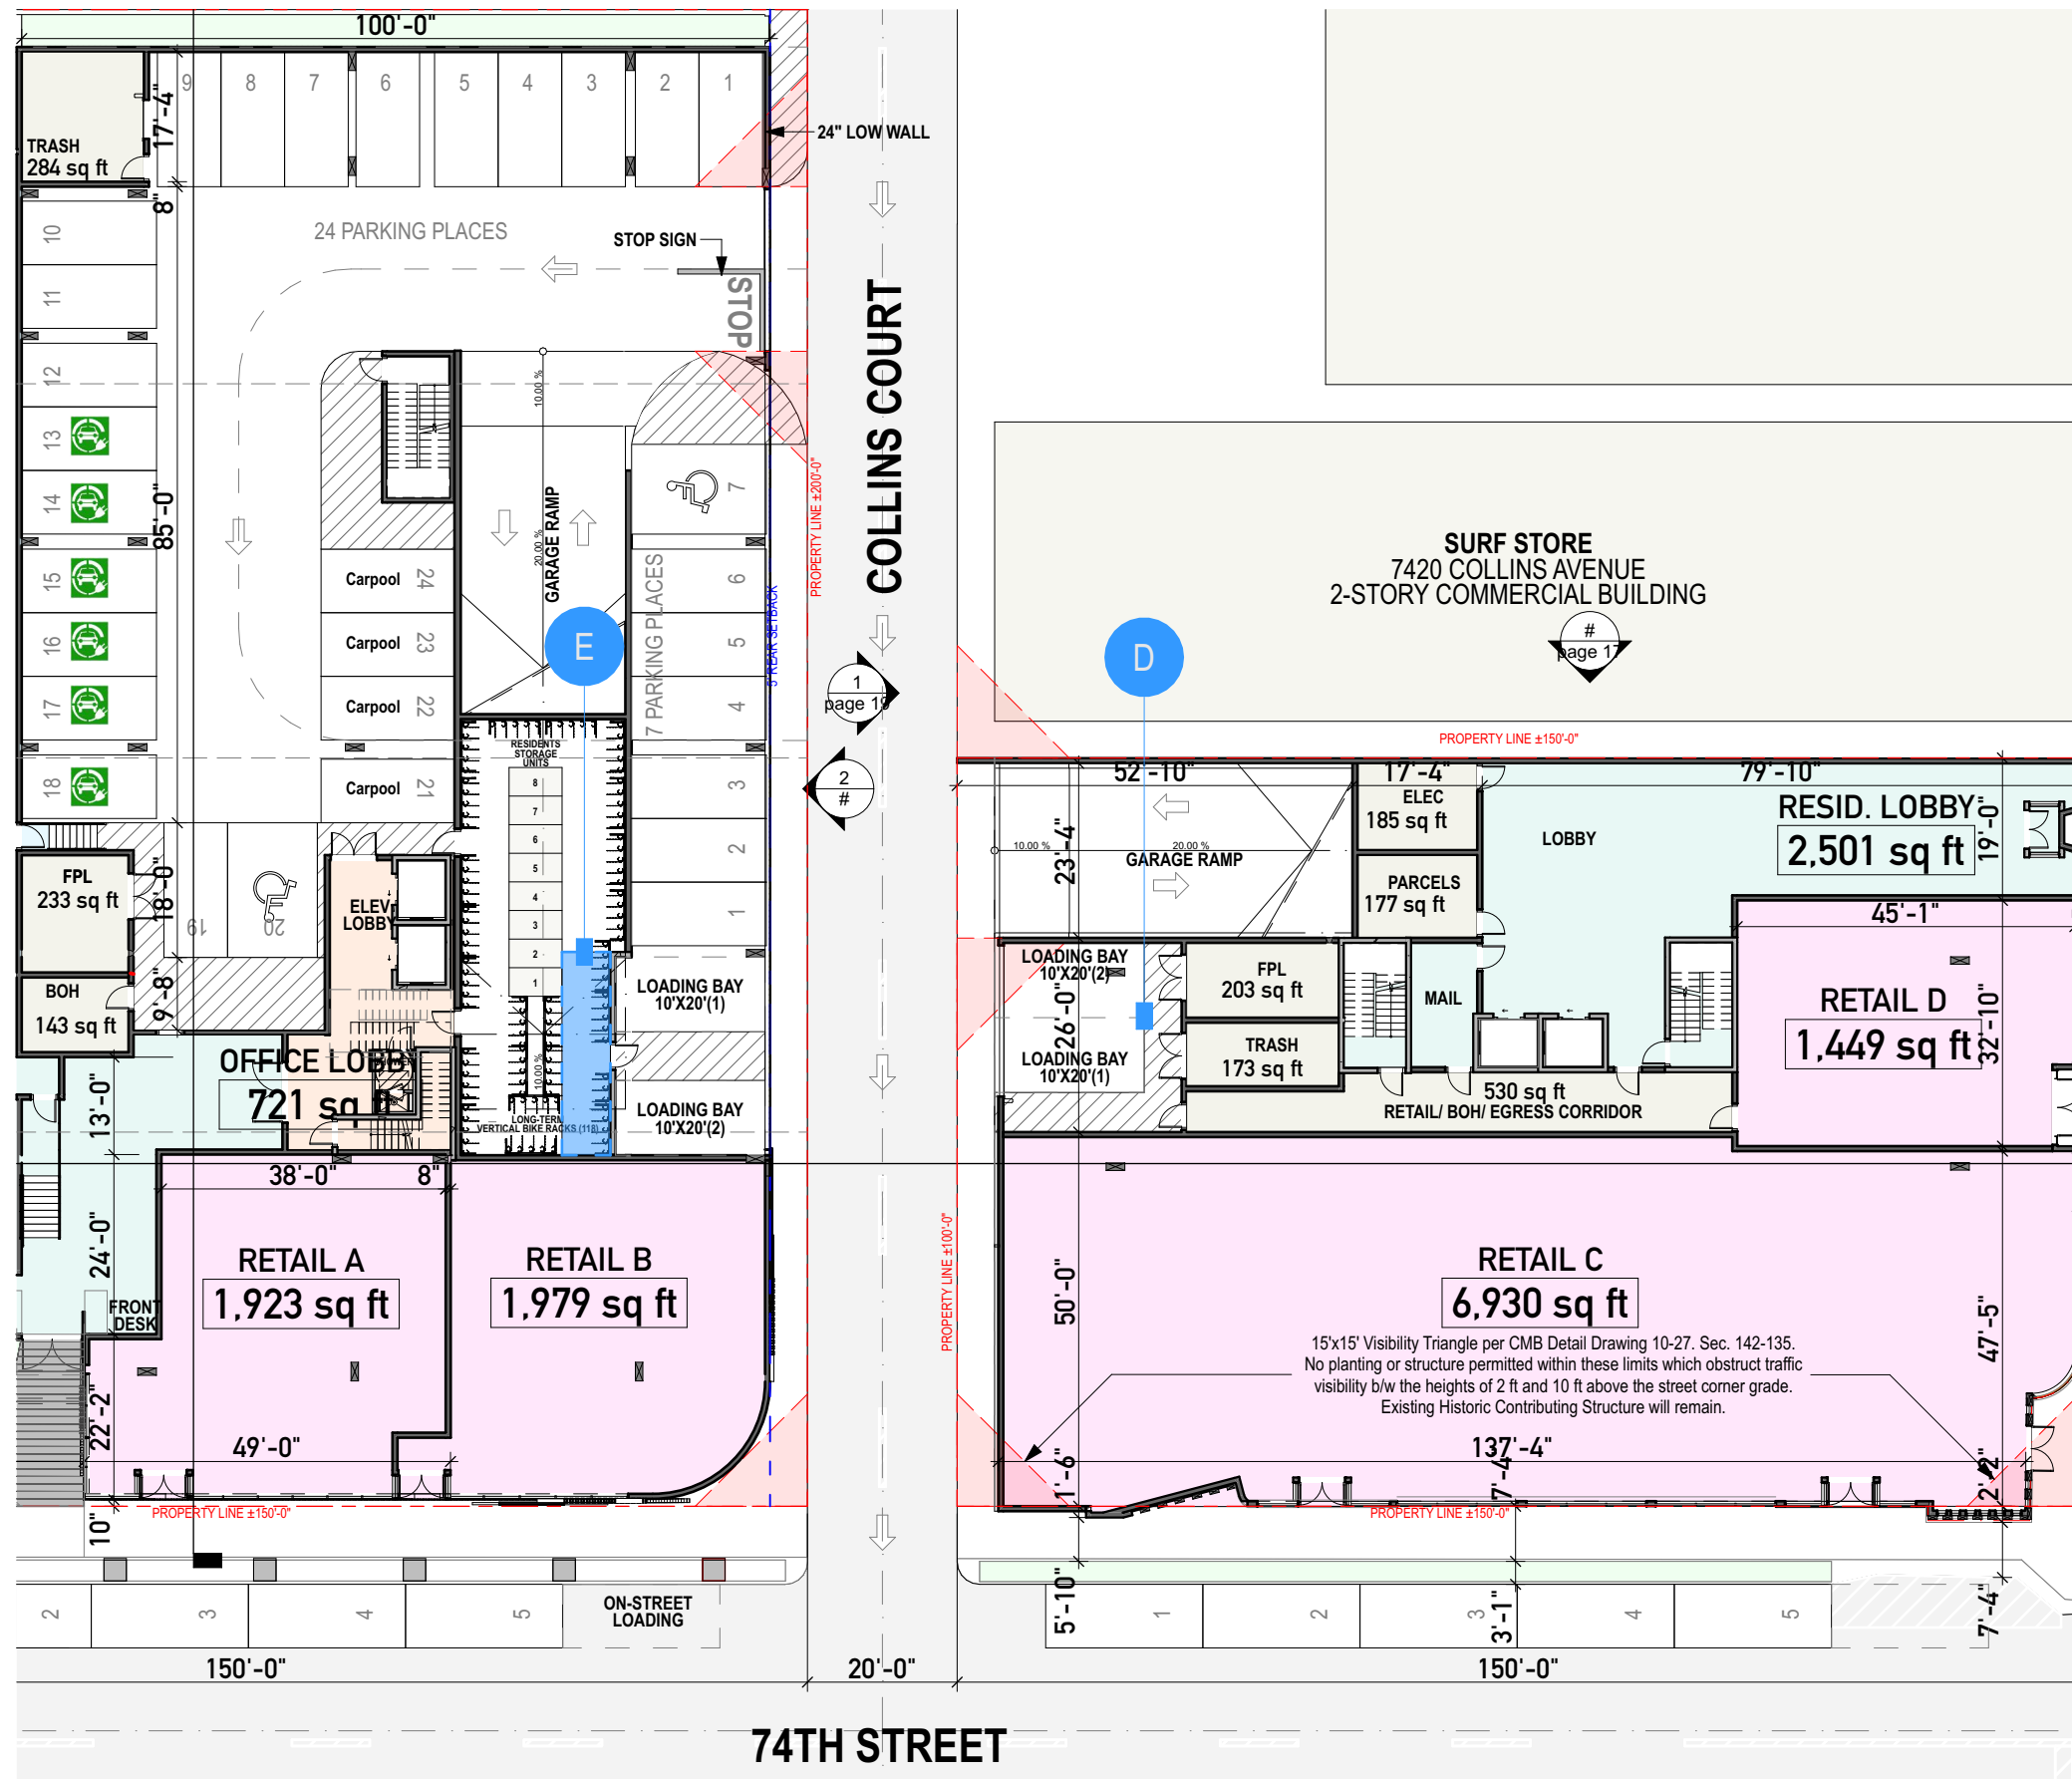 100'-0"
9
8
7
6
5
4
3
2
1
17'-4"
TRASH
284 sq ft
24" LOW WALL
8"
10
11
12
13
14
15
16
17
18
24 PARKING PLACES
STOP SIGN
STOP
85'-0"
10.00 %
20.00 %
GARAGE RAMP
Carpool 24
Carpool 23
Carpool 22
Carpool 21
7 PARKING PLACES
7
6
5
4
3
2
1
5' REAR SETBACK
PROPERTY LINE ±200'-0"
COLLINS COURT
E
D
1
page 19
2
#
SURF STORE
7420 COLLINS AVENUE
2-STORY COMMERCIAL BUILDING
#
page 17
PROPERTY LINE ±150'-0"
RESIDENTS
STORAGE
UNITS
8
7
6
5
4
3
2
1
FPL
233 sq ft
18'-0"
19
20
ELEV
LOBBY
BOH
143 sq ft
9'-8"
OFFICE LOBBY
721 sq ft
10.00 %
LONG-TERM
VERTICAL BIKE RACKS (118)
LOADING BAY
10'X20'(1)
LOADING BAY
10'X20'(2)
13'-0"
24'-0"
38'-0"
8"
RETAIL A
1,923 sq ft
RETAIL B
1,979 sq ft
FRONT
DESK
22'-2"
49'-0"
10"
PROPERTY LINE ±150'-0"
52'-10"
17'-4"
79'-10"
ELEC
185 sq ft
LOBBY
RESID. LOBBY
2,501 sq ft
19'-0"
23'-4"
10.00 %
20.00 %
GARAGE RAMP
PARCELS
177 sq ft
45'-1"
LOADING BAY
10'X20'(2)
26'-0"
LOADING BAY
10'X20'(1)
FPL
203 sq ft
TRASH
173 sq ft
MAIL
RETAIL D
1,449 sq ft
32'-10"
530 sq ft
RETAIL/ BOH/ EGRESS CORRIDOR
PROPERTY LINE ±100'-0"
50'-0"
RETAIL C
6,930 sq ft
47'-5"
15'x15' Visibility Triangle per CMB Detail Drawing 10-27. Sec. 142-135.
No planting or structure permitted within these limits which obstruct traffic
visibility b/w the heights of 2 ft and 10 ft above the street corner grade.
Existing Historic Contributing Structure will remain.
137'-4"
1'-6"
7'-4"
2'-2"
PROPERTY LINE ±150'-0"
2
3
4
5
ON-STREET
LOADING
5'-10"
1
2
3
3'-1"
4
5
7'-4"
150'-0"
20'-0"
150'-0"
74TH STREET